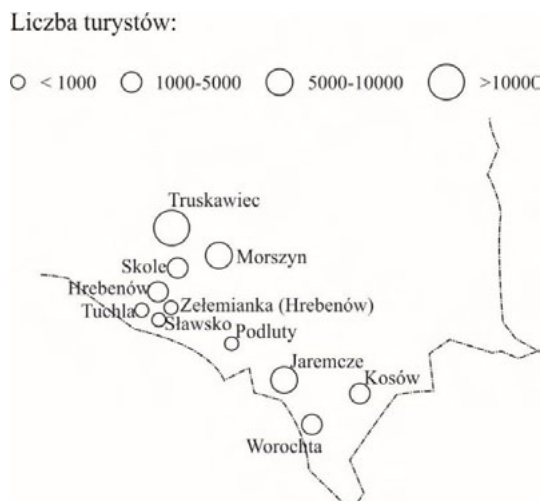 Liczba turystów:
< 1000 1000-5000 5000-10000 >10000
Truskawiec
Morszyn
Skole
Hrebenów
Tuchla Zełemianka (Hrebenów)
Sławsko
Podluty
Jaremcze
Kosów
Worochta